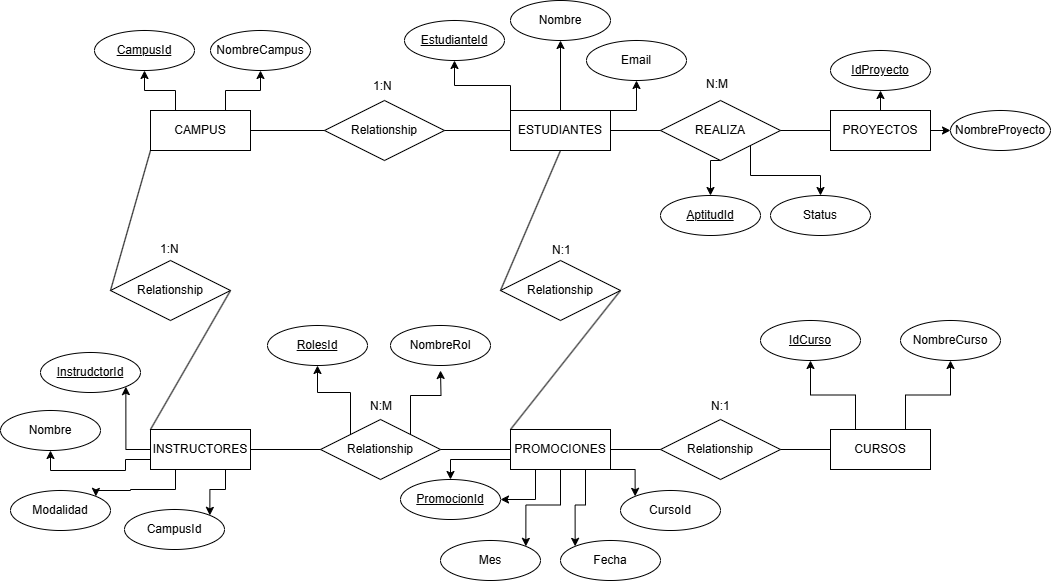 Nombre
EstudianteId
CampusId
NombreCampus
Email
IdProyecto
1:N
N:M
CAMPUS
Relationship
ESTUDIANTES
REALIZA
PROYECTOS
NombreProyecto
AptitudId
Status
1:N
N:1
Relationship
Relationship
RolesId
NombreRol
IdCurso
NombreCurso
InstrudctorId
N:M
N:1
Nombre
INSTRUCTORES
Relationship
PROMOCIONES
Relationship
CURSOS
PromocionId
Modalidad
CursoId
CampusId
Mes
Fecha